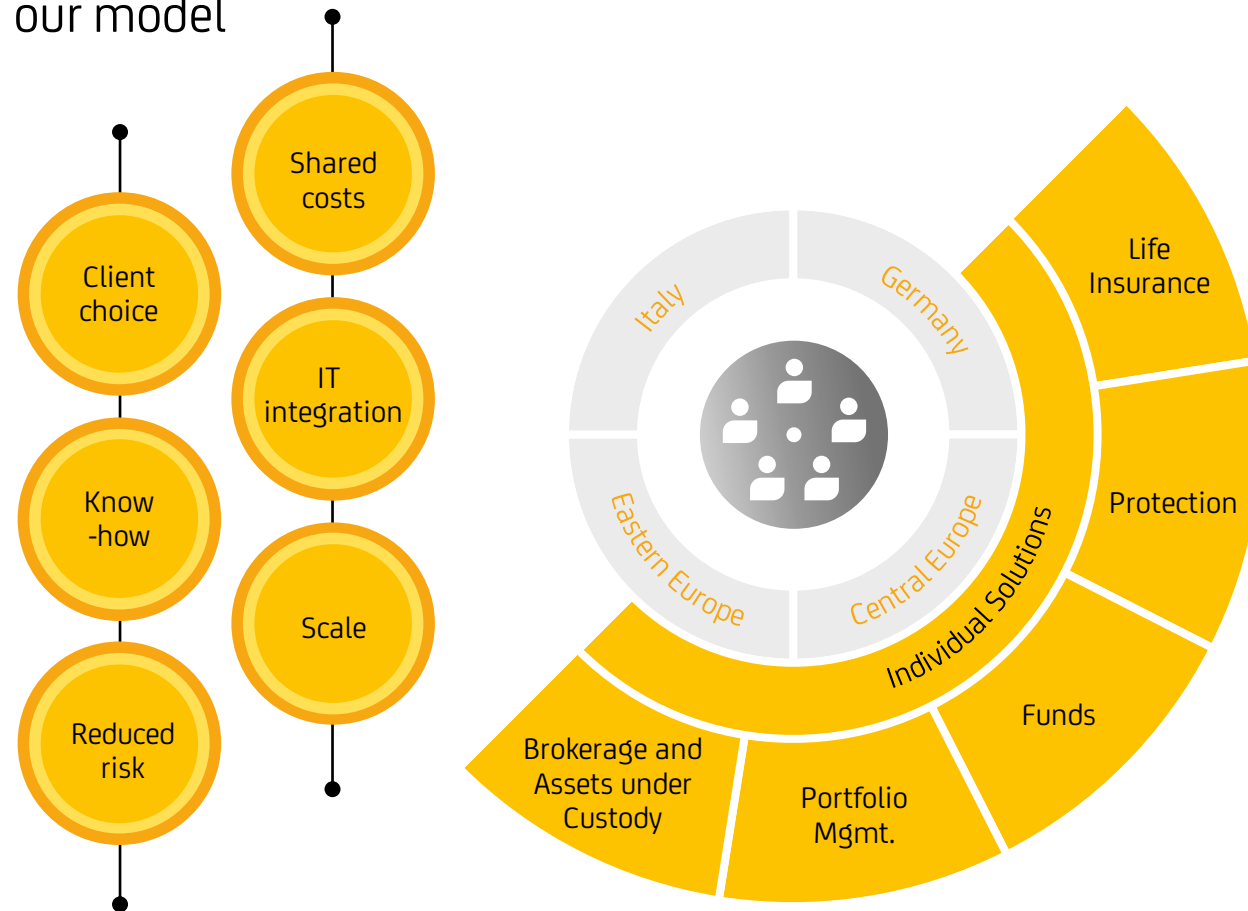 our model
Client
choice
Know
-how
Reduced
risk
Shared
costs
IT
integration
Scale
Italy
Germany
Eastern Europe
Central Europe
Individual Solutions
Life
Insurance
Protection
Funds
Portfolio
Mgmt.
Brokerage and
Assets under
Custody